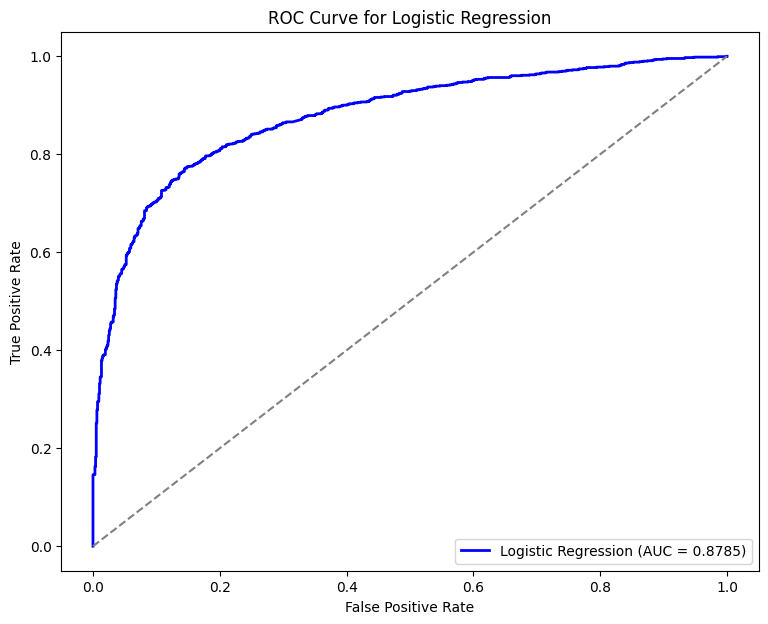 ROC Curve for Logistic Regression
1.0
0.8
0.6
0.4
0.2
0.0
True Positive Rate
Logistic Regression (AUC = 0.8785)
0.0 0.2 0.4 0.6 0.8 1.0
False Positive Rate